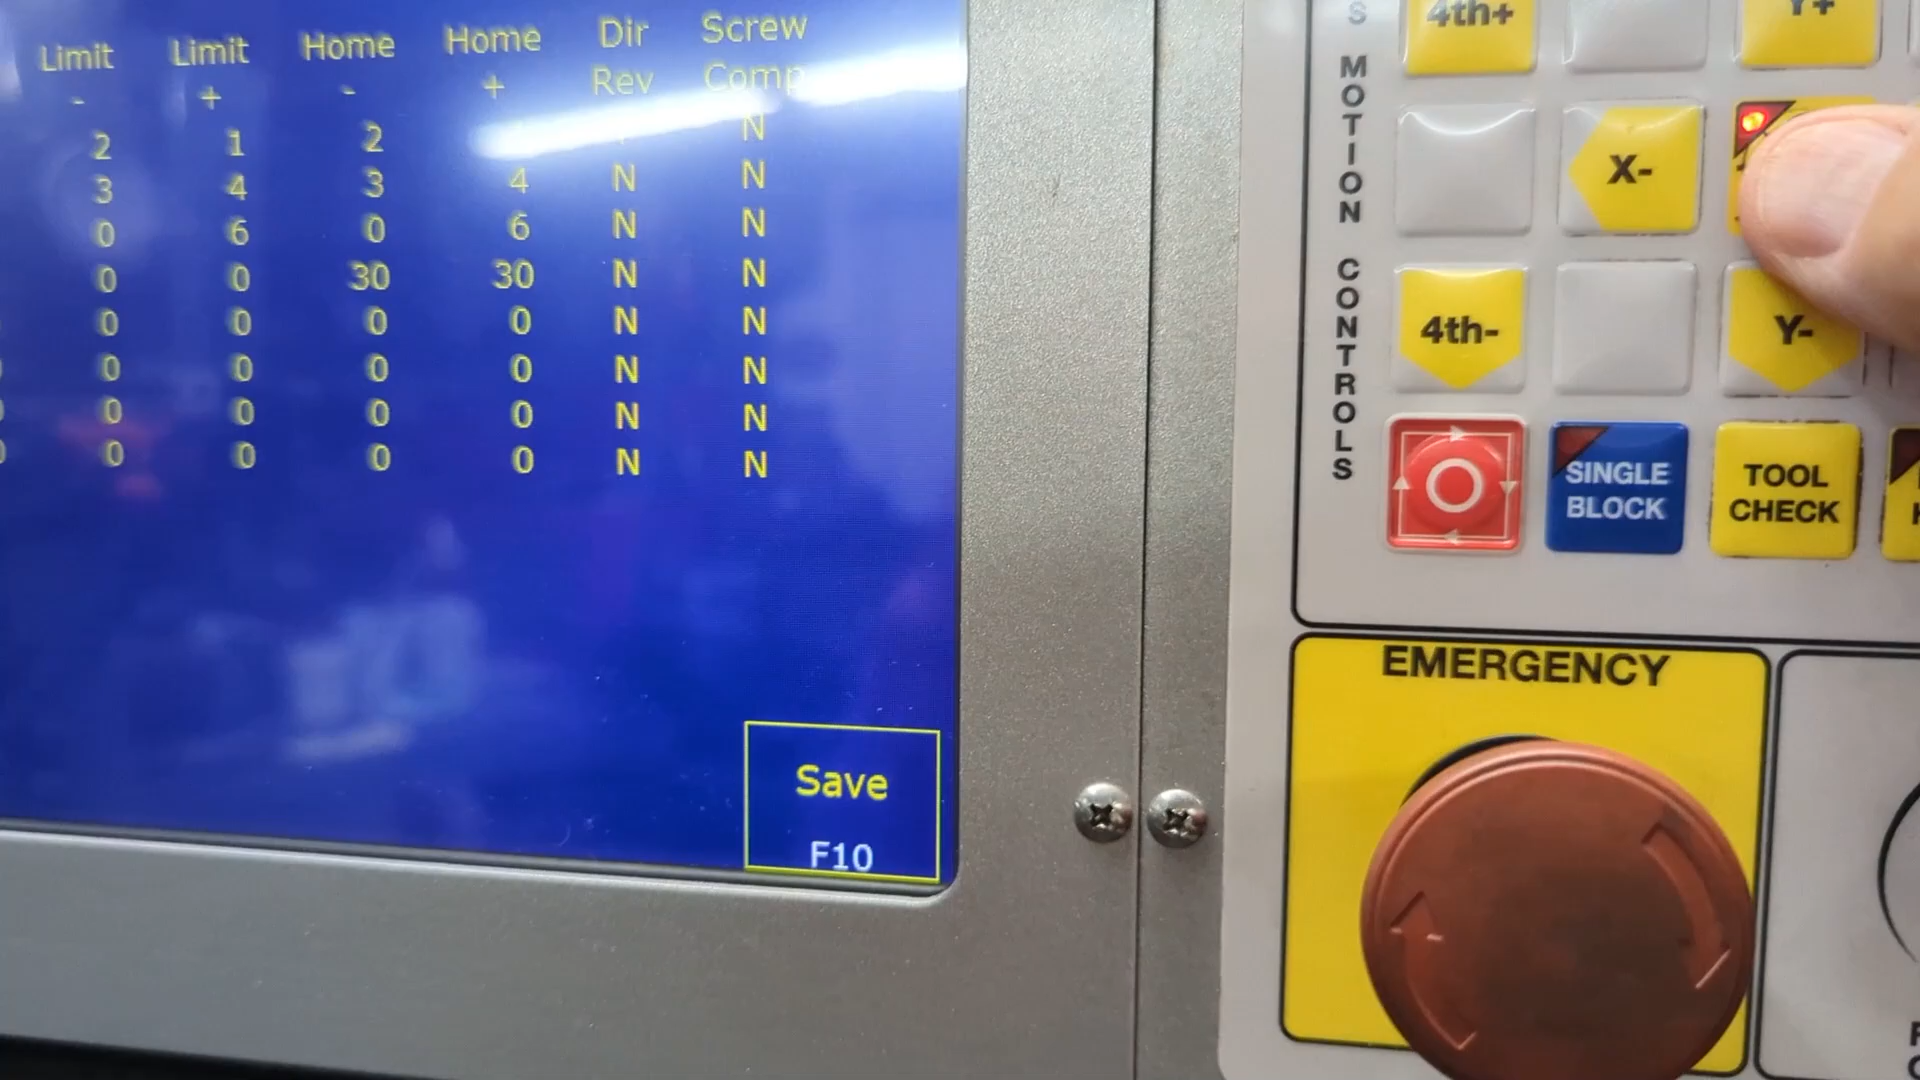 Limit Limit Home Home Dir Screw
- + - + Rev Comp
2 1 2 N
3 4 3 4 N N
0 6 0 6 N N
0 0 30 30 N N
0 0 0 0 N N
0 0 0 0 N N
0 0 0 0 N N
0 0 0 0 N N
Save
F10
MOTION CONTROLS
4th+
Y+
X-
4th-
Y-
SINGLE
BLOCK
TOOL
CHECK
EMERGENCY